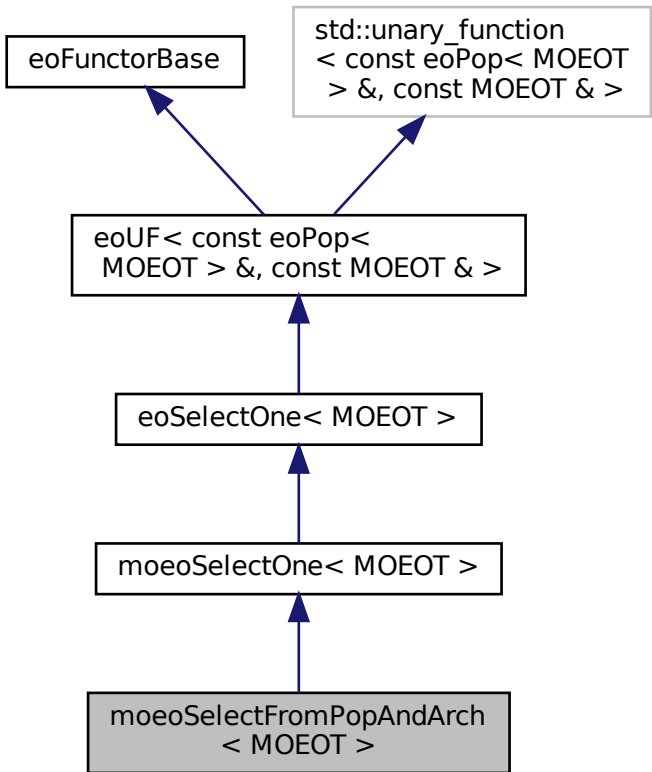 eoFunctorBase
std::unary_function
< const eoPop< MOEOT
> &, const MOEOT & >
eoUF< const eoPop<
MOEOT > &, const MOEOT & >
eoSelectOne< MOEOT >
moeoSelectOne< MOEOT >
moeoSelectFromPopAndArch
< MOEOT >